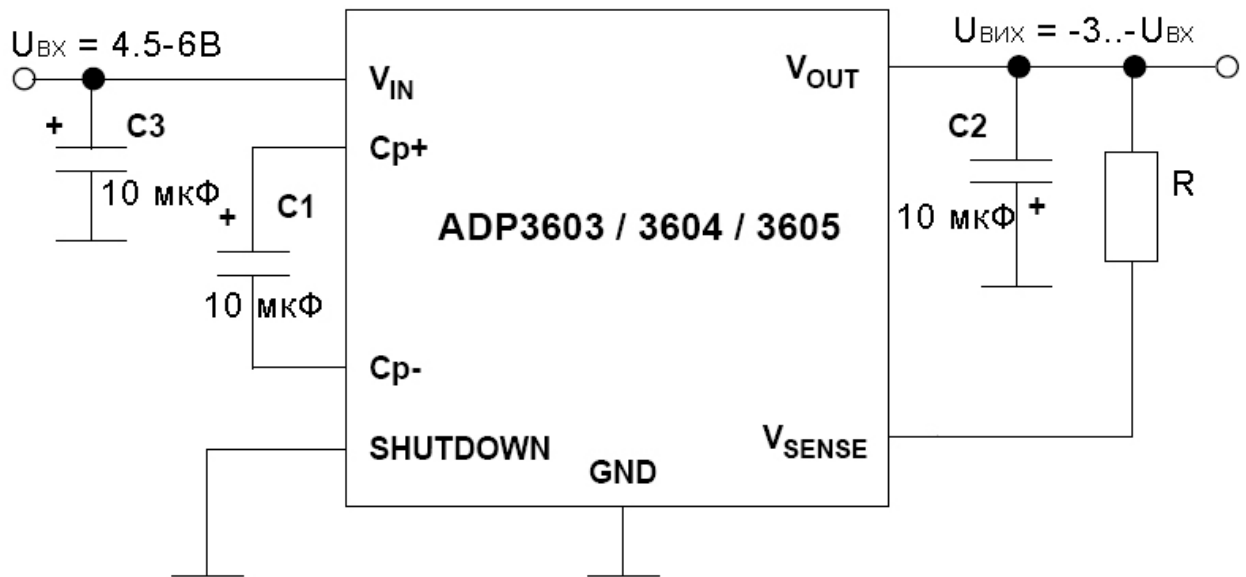 UВХ = 4.5-6В
+
C3
10 мкФ
+
C1
10 мкФ
VIN
Cp+
Cp-
SHUTDOWN
GND
ADP3603 / 3604 / 3605
VOUT
VSENSE
UВИХ = -3..-UВХ
C2
10 мкФ
+
R